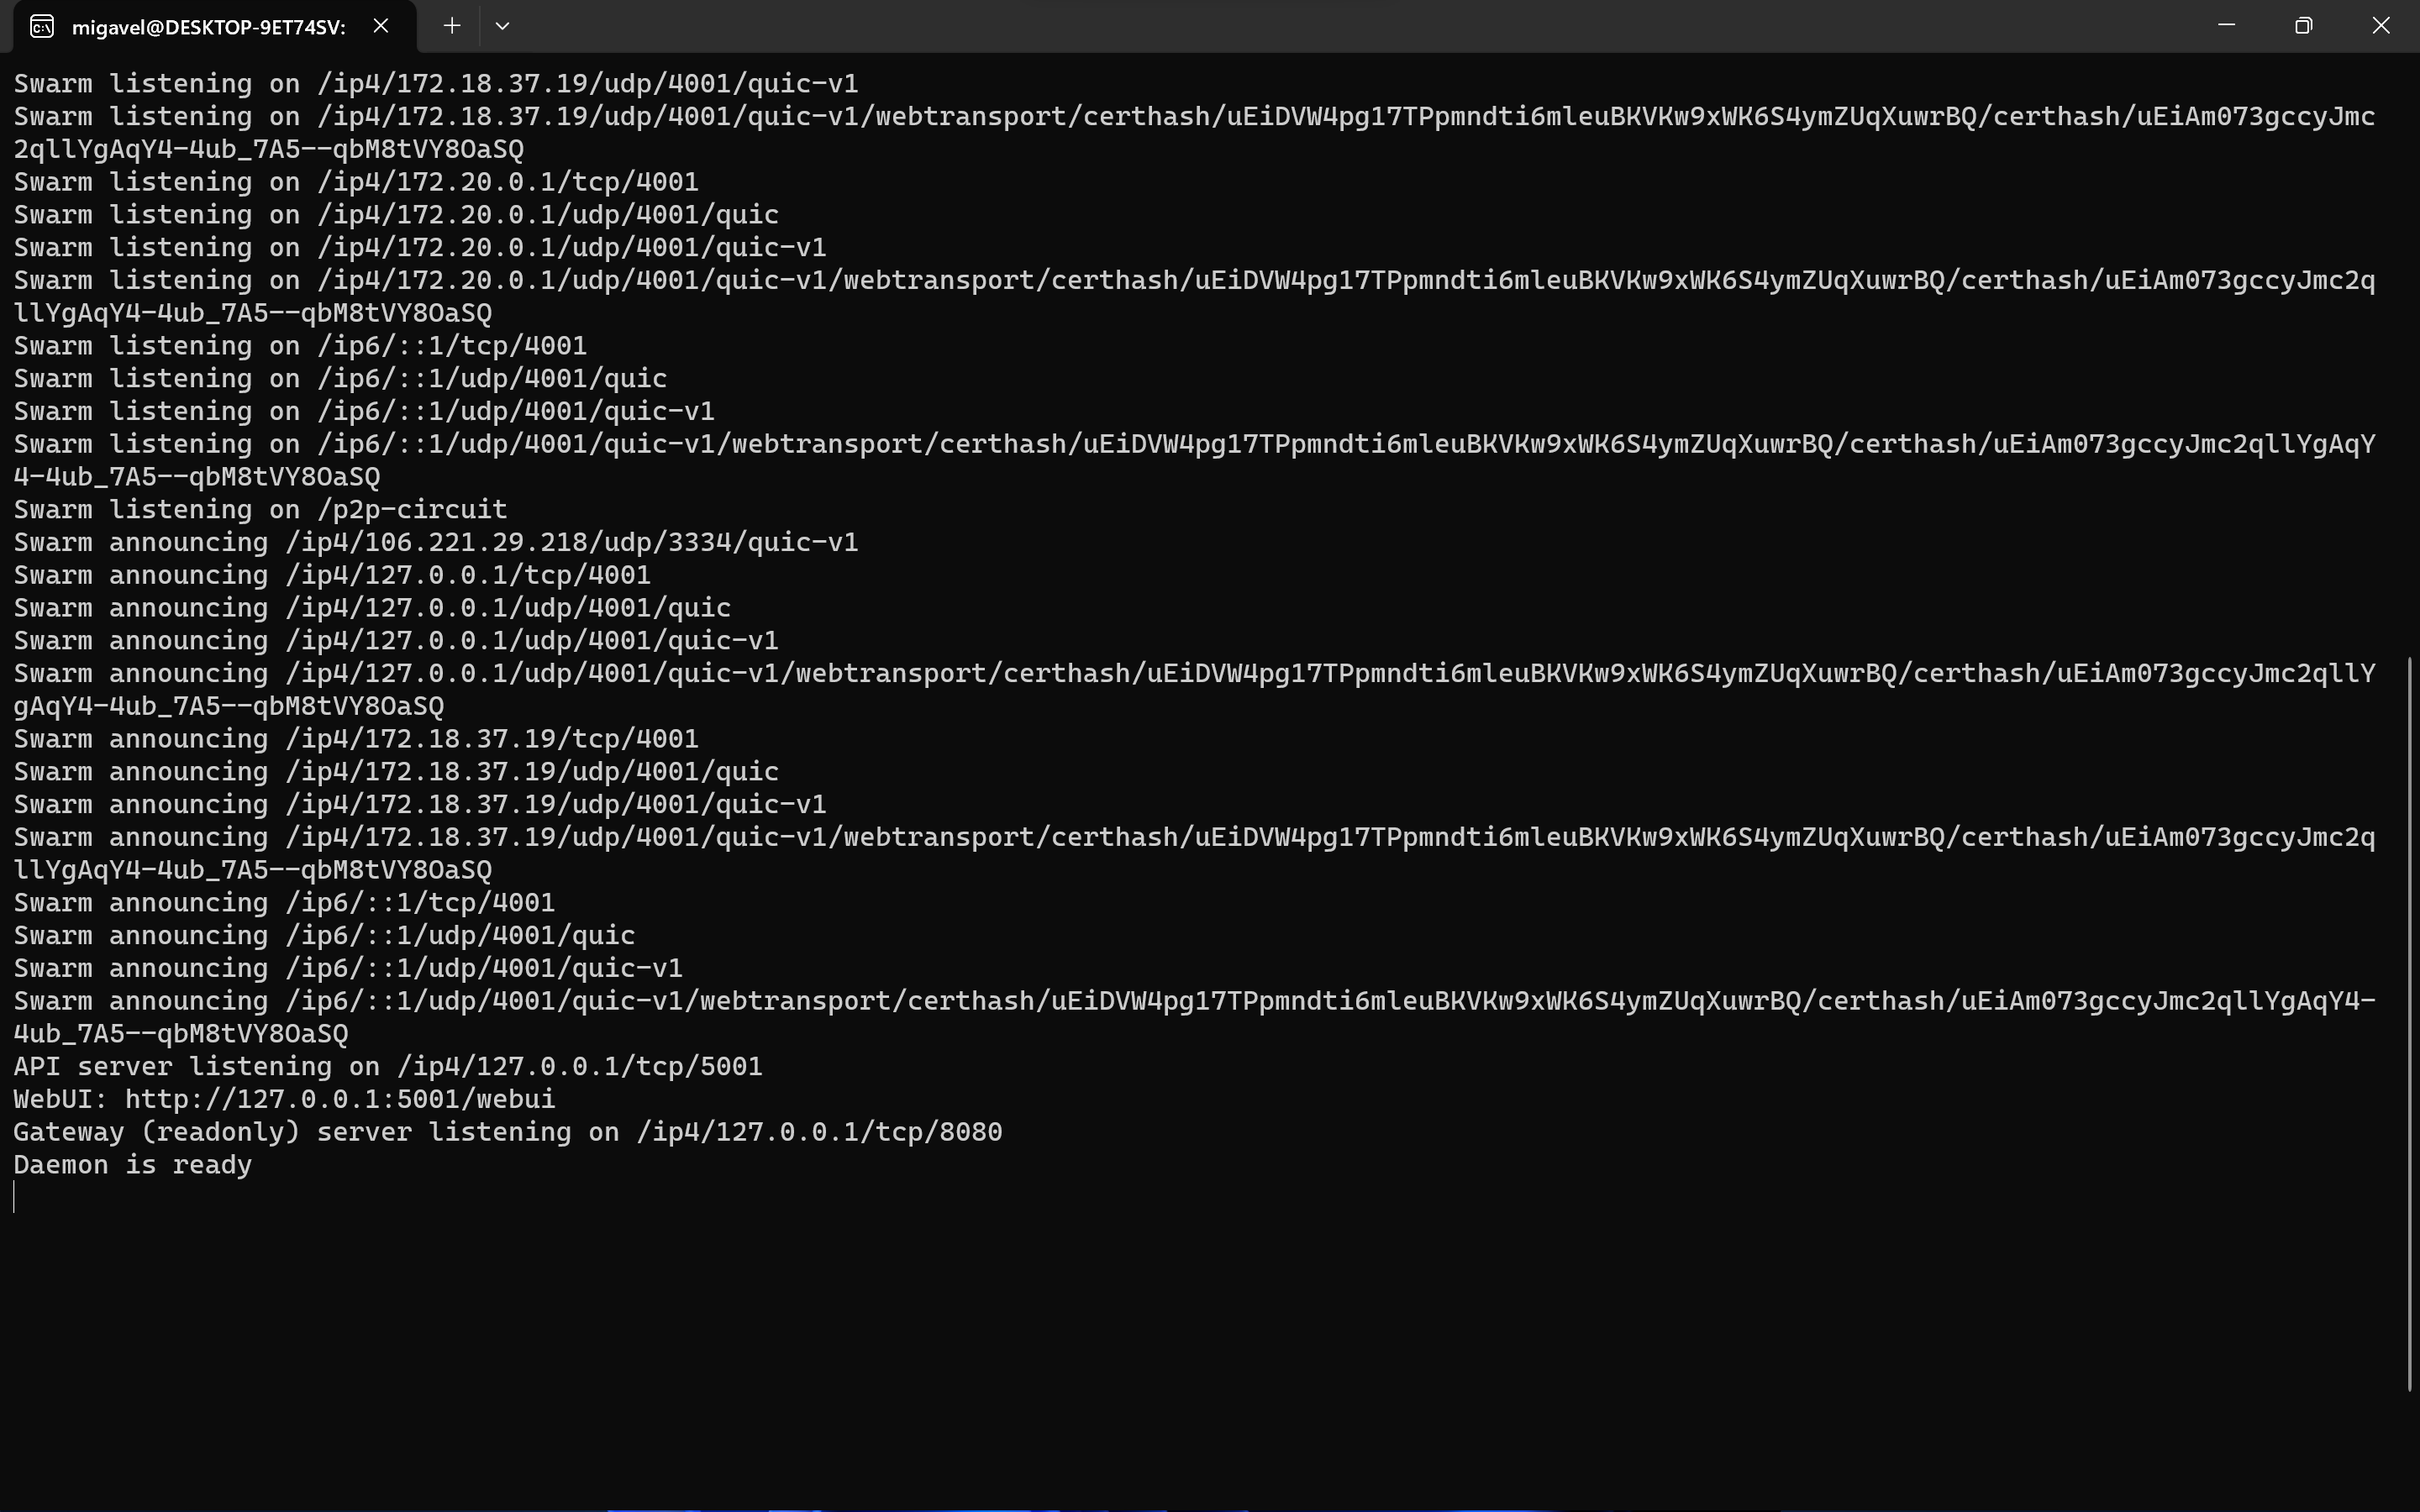 migavel@DESKTOP-9ET74SV:
Swarm listening on /ip4/172.18.37.19/udp/4001/quic-v1
Swarm listening on /ip4/172.18.37.19/udp/4001/quic-v1/webtransport/certhash/uEiDVW4pg17TPpmndti6mleuBKVKw9xWK6S4ymZUqXuwrBQ/certhash/uEiAm073gccyJmc
2qllYgAqY4-4ub_7A5--qbM8tVY8OaSQ
Swarm listening on /ip4/172.20.0.1/tcp/4001
Swarm listening on /ip4/172.20.0.1/udp/4001/quic
Swarm listening on /ip4/172.20.0.1/udp/4001/quic-v1
Swarm listening on /ip4/172.20.0.1/udp/4001/quic-v1/webtransport/certhash/uEiDVW4pg17TPpmndti6mleuBKVKw9xWK6S4ymZUqXuwrBQ/certhash/uEiAm073gccyJmc2q
llYgAqY4-4ub_7A5--qbM8tVY8OaSQ
Swarm listening on /ip6/::1/tcp/4001
Swarm listening on /ip6/::1/udp/4001/quic
Swarm listening on /ip6/::1/udp/4001/quic-v1
Swarm listening on /ip6/::1/udp/4001/quic-v1/webtransport/certhash/uEiDVW4pg17TPpmndti6mleuBKVKw9xWK6S4ymZUqXuwrBQ/certhash/uEiAm073gccyJmc2qllYgAqY
4-4ub_7A5--qbM8tVY8OaSQ
Swarm listening on /p2p-circuit
Swarm announcing /ip4/106.221.29.218/udp/3334/quic-v1
Swarm announcing /ip4/127.0.0.1/tcp/4001
Swarm announcing /ip4/127.0.0.1/udp/4001/quic
Swarm announcing /ip4/127.0.0.1/udp/4001/quic-v1
Swarm announcing /ip4/127.0.0.1/udp/4001/quic-v1/webtransport/certhash/uEiDVW4pg17TPpmndti6mleuBKVKw9xWK6S4ymZUqXuwrBQ/certhash/uEiAm073gccyJmc2qllY
gAqY4-4ub_7A5--qbM8tVY8OaSQ
Swarm announcing /ip4/172.18.37.19/tcp/4001
Swarm announcing /ip4/172.18.37.19/udp/4001/quic
Swarm announcing /ip4/172.18.37.19/udp/4001/quic-v1
Swarm announcing /ip4/172.18.37.19/udp/4001/quic-v1/webtransport/certhash/uEiDVW4pg17TPpmndti6mleuBKVKw9xWK6S4ymZUqXuwrBQ/certhash/uEiAm073gccyJmc2q
llYgAqY4-4ub_7A5--qbM8tVY8OaSQ
Swarm announcing /ip6/::1/tcp/4001
Swarm announcing /ip6/::1/udp/4001/quic
Swarm announcing /ip6/::1/udp/4001/quic-v1
Swarm announcing /ip6/::1/udp/4001/quic-v1/webtransport/certhash/uEiDVW4pg17TPpmndti6mleuBKVKw9xWK6S4ymZUqXuwrBQ/certhash/uEiAm073gccyJmc2qllYgAqY4-
4ub_7A5--qbM8tVY8OaSQ
API server listening on /ip4/127.0.0.1/tcp/5001
WebUI: http://127.0.0.1:5001/webui
Gateway (readonly) server listening on /ip4/127.0.0.1/tcp/8080
Daemon is ready